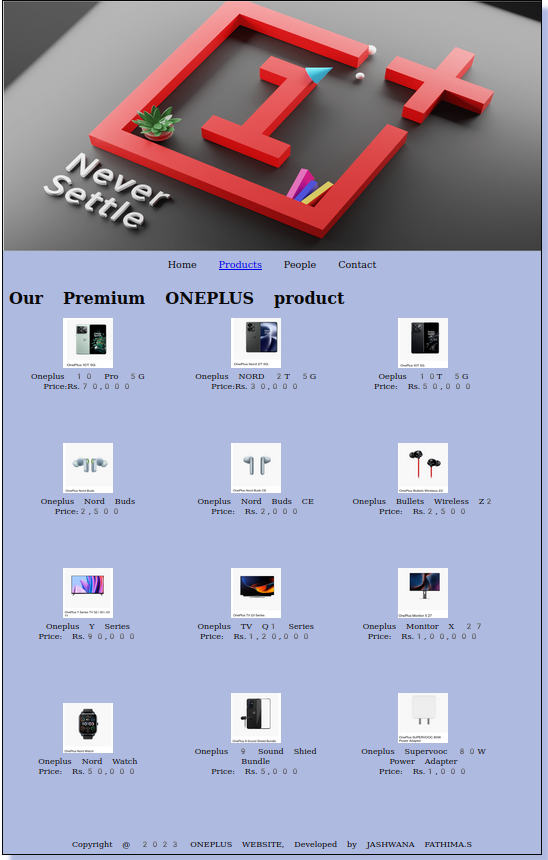 Never
Settle
Home Products People Contact
Our Premium ONEPLUS product
OnePlus 10T 5G
OnePlus Nord 2T 5G
OnePlus 10T 5G
Oneplus 10 Pro 5G
Oneplus NORD 2T 5G
Oeplus 10T 5G
Price:Rs.70,000
Price:Rs.30,000
Price: Rs.50,000
OnePlus Nord Buds
OnePlus Nord Buds CE
OnePlus Bullets Wireless Z2
Oneplus Nord Buds
Oneplus Nord Buds CE
Oneplus Bullets Wireless Z2
Price:2,500
Price: Rs.2,000
Price: Rs.2,500
OnePlus TV Q1 Series
OnePlus Monitor X 27
Oneplus Y Series
Oneplus TV Q1 Series
Monitor X 27
Price: Rs.90,000
Price: Rs.1,20,000
Price: Rs.1,00,000
OnePlus Nord Watch
OnePlus 9 Sound Shield Bundle
OnePlus SUPERVOOC 80W
Power Adapter
Oneplus Nord Watch
Oneplus 9 Sound Shied
Bundle
Oneplus Supervooc 80W
Power Adapter
Price: Rs.50,000
Price: Rs.5,000
Price: Rs.1,000
Copyright @ 2023 ONEPLUS WEBSITE, Developed by JASHWANA FATHIMA.S